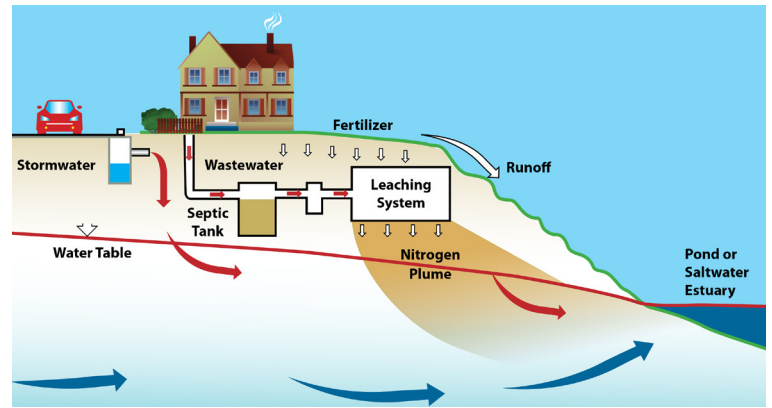 Fertilizer
Stormwater
Wastewater
Runoff
Leaching
System
Septic
Tank
Water Table
Nitrogen
Plume
Pond or
Saltwater
Estuary